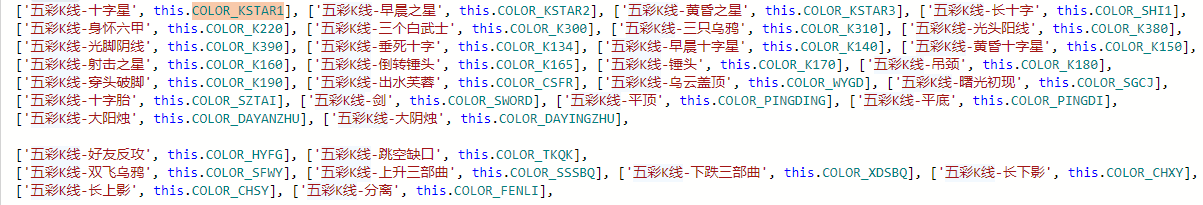 ['五彩K线-十字星', this.COLOR_KSTAR1], ['五彩K线-早晨之星', this.COLOR_KSTAR2], ['五彩K线-黄昏之星', this.COLOR_KSTAR3], ['五彩K线-长十字', this.COLOR_SHI1],
['五彩K线-身怀六甲', this.COLOR_K220], ['五彩K线-三个白武士', this.COLOR_K300], ['五彩K线-三只乌鸦', this.COLOR_K310], ['五彩K线-光头阳线', this.COLOR_K380],
['五彩K线-光脚阴线', this.COLOR_K390], ['五彩K线-垂死十字', this.COLOR_K134], ['五彩K线-早晨十字星', this.COLOR_K140], ['五彩K线-黄昏十字星', this.COLOR_K150],
['五彩K线-射击之星', this.COLOR_K160], ['五彩K线-倒转锤头', this.COLOR_K165], ['五彩K线-锤头', this.COLOR_K170], ['五彩K线-吊颈', this.COLOR_K180],
['五彩K线-穿头破脚', this.COLOR_K190], ['五彩K线-出水芙蓉', this.COLOR_CSFR], ['五彩K线-乌云盖顶', this.COLOR_WYGD], ['五彩K线-曙光初现', this.COLOR_SGCJ],
['五彩K线-十字胎', this.COLOR_SZTAI], ['五彩K线-剑', this.COLOR_SWORD], ['五彩K线-平顶', this.COLOR_PINGDING], ['五彩K线-平底', this.COLOR_PINGDI],
['五彩K线-大阳烛', this.COLOR_DAYANZHU], ['五彩K线-大阴烛', this.COLOR_DAYINGZHU],
['五彩K线-好友反攻', this.COLOR_HYFG], ['五彩K线-跳空缺口', this.COLOR_TKQK],
['五彩K线-双飞乌鸦', this.COLOR_SFWY], ['五彩K线-上升三部曲', this.COLOR_SSSBQ], ['五彩K线-下跌三部曲', this.COLOR_XDSBQ], ['五彩K线-长下影', this.COLOR_CHXY],
['五彩K线-长上影', this.COLOR_CHSY], ['五彩K线-分离', this.COLOR_FENLI],